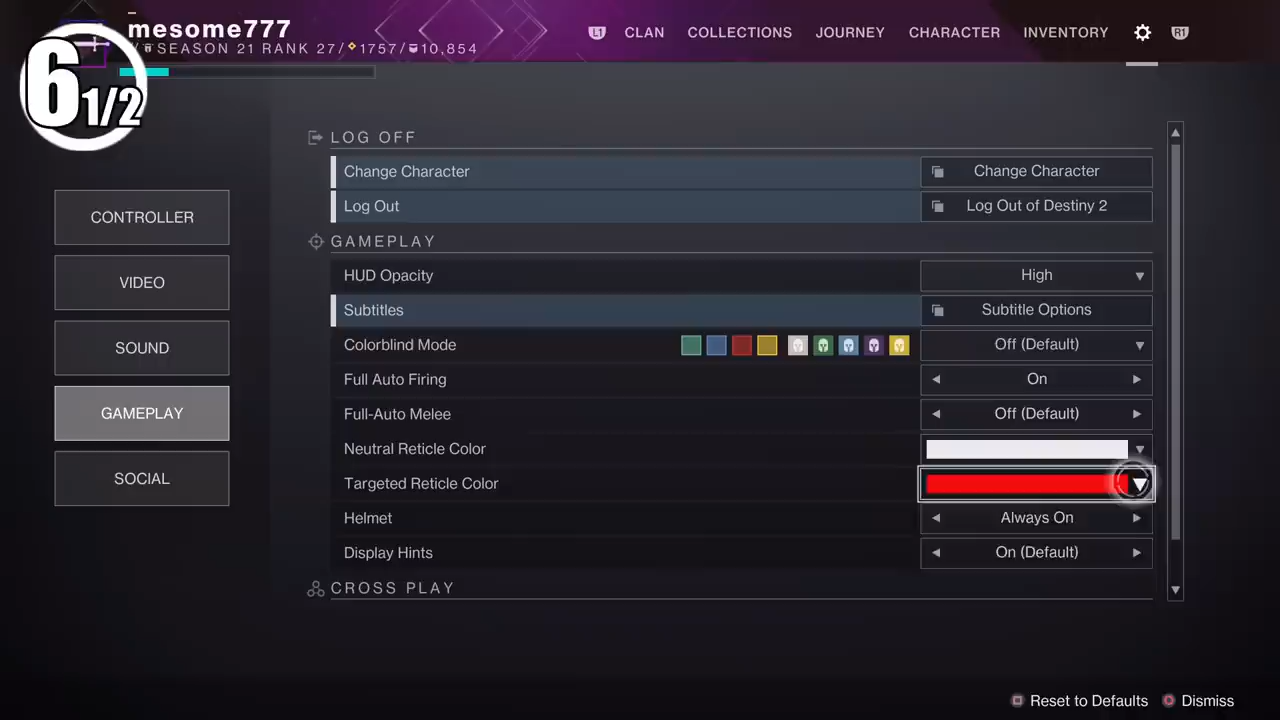 mesome777
SEASON 21 RANK 27/ 1757/ 10,854
6 1/2
L1 CLAN COLLECTIONS JOURNEY CHARACTER INVENTORY R1
CONTROLLER
VIDEO
SOUND
GAMEPLAY
SOCIAL
LOG OFF
Change Character Change Character
Log Out Log Out of Destiny 2
GAMEPLAY
HUD Opacity High
Subtitles Subtitle Options
Colorblind Mode Off (Default)
Full Auto Firing On
Full-Auto Melee Off (Default)
Neutral Reticle Color
Targeted Reticle Color
Helmet Always On
Display Hints On (Default)
CROSS PLAY
Reset to Defaults Dismiss